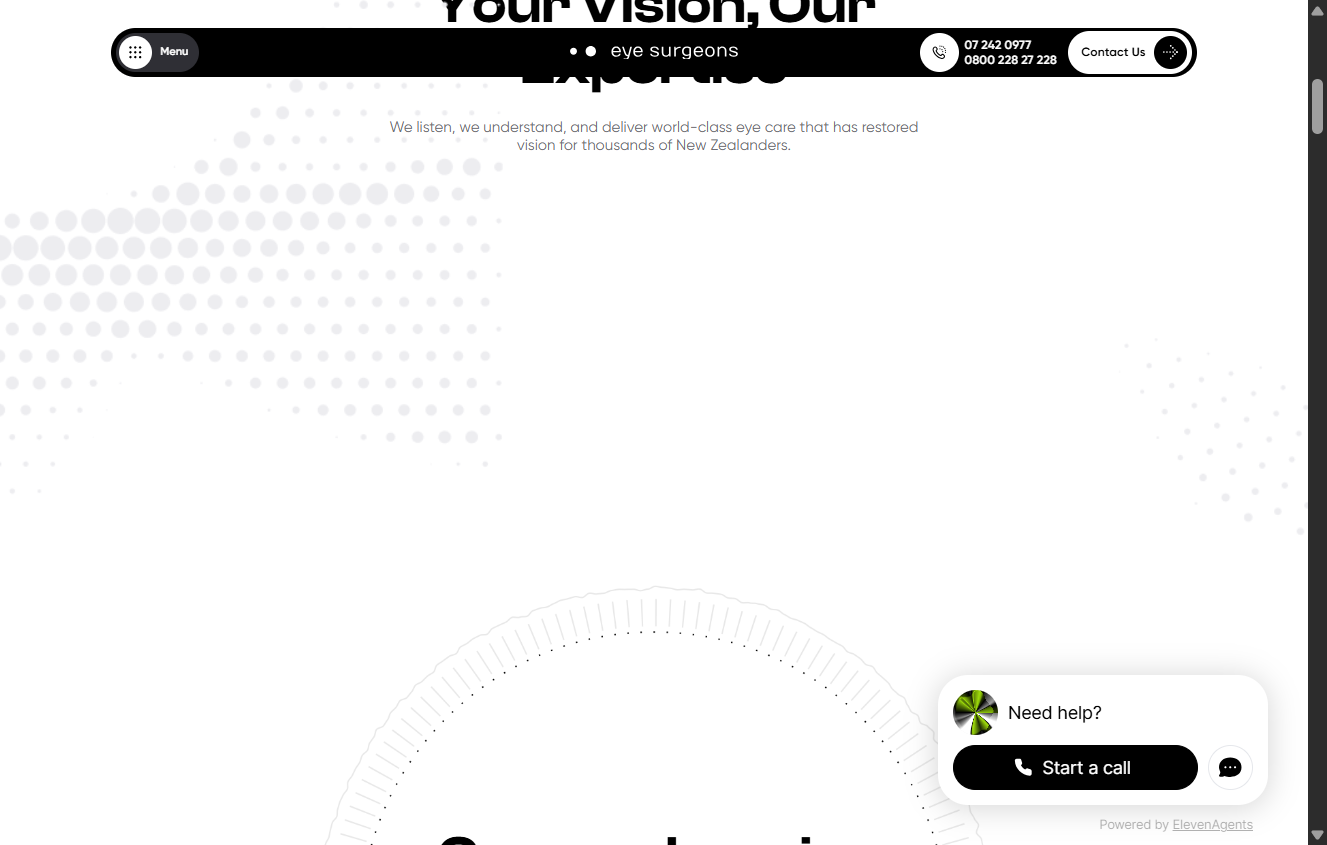 Your Vision, Our
Menu
eye surgeons
07 242 0977
0800 228 27 228
Contact Us
Expertise
We listen, we understand, and deliver world-class eye care that has restored
vision for thousands of New Zealanders.
Need help?
Start a call
Powered by ElevenAgents